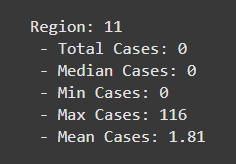 Region: 11
- Total Cases: 0
- Median Cases: 0
- Min Cases: 0
- Max Cases: 116
- Mean Cases: 1.81